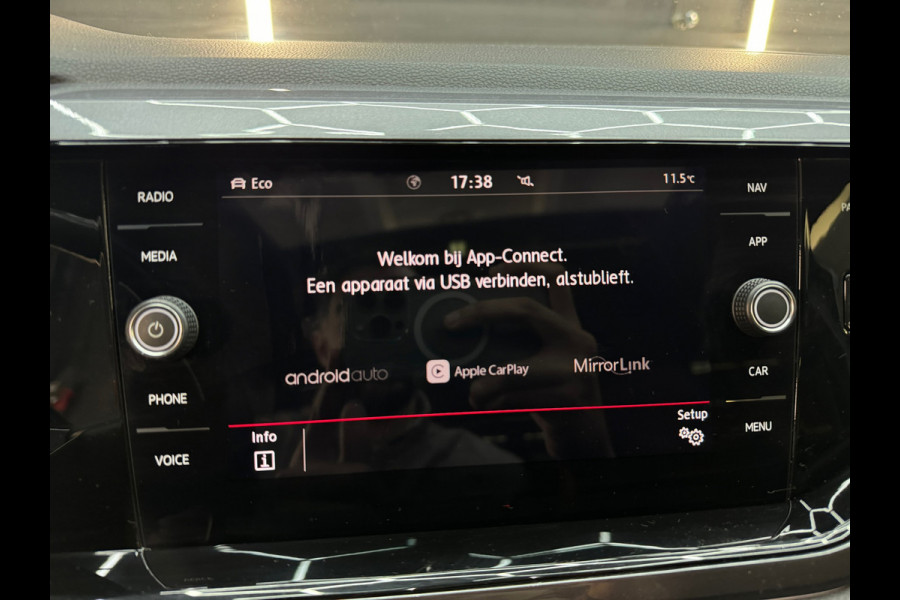 RADIO
MEDIA
PHONE
VOICE
Eco 17:38 11.5°C
Welkom bij App-Connect.
Een apparaat via USB verbinden, alstublieft.
androidauto Apple CarPlay MirrorLink
Info Setup
NAV
APP
CAR
MENU